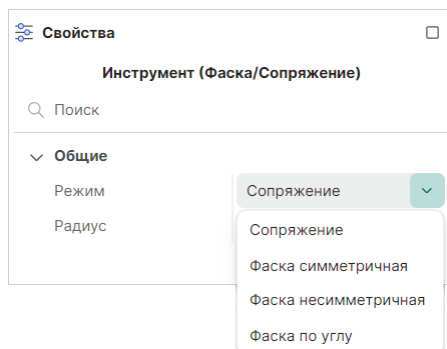 Свойства
Инструмент (Фаска/Сопряжение)
Поиск
Общие
Режим Сопряжение
Радиус
Сопряжение
Фаска симметричная
Фаска несимметричная
Фаска по углу